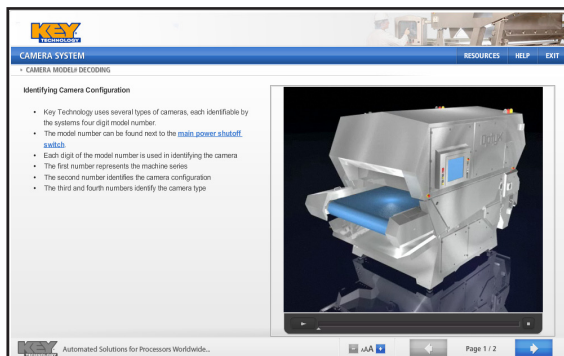 KEY
TECHNOLOGY
CAMERA SYSTEM
RESOURCES HELP EXIT
CAMERA MODEL# DECODING
Identifying Camera Configuration
• Key Technology uses several types of cameras, each identifiable by
the systems four digit model number.
• The model number can be found next to the main power shutoff
switch.
• Each digit of the model number is used in identifying the camera
• The first number represents the machine series
• The second number identifies the camera configuration
• The third and fourth numbers identify the camera type
KEY
TECHNOLOGY
Automated Solutions for Processors Worldwide...
AAA
Page 1 / 2